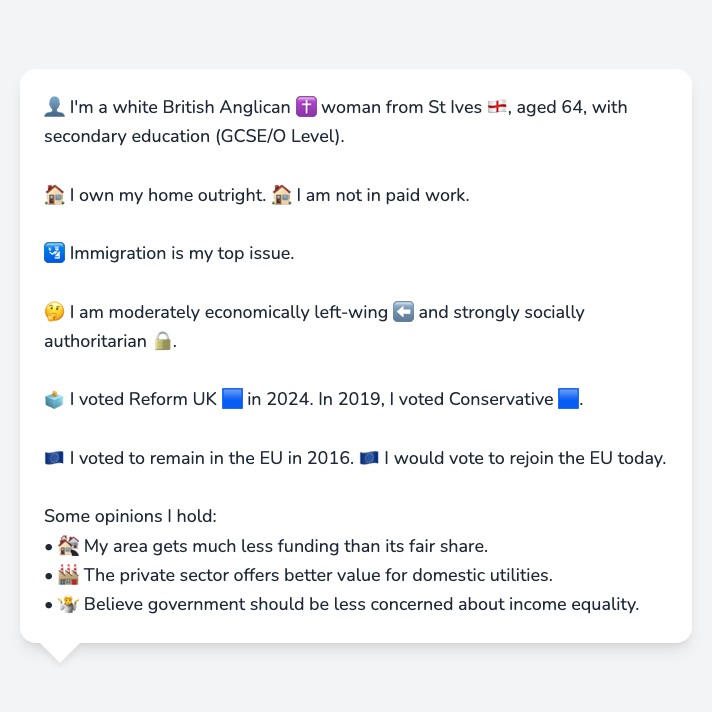 👤 I'm a white British Anglican ✝️ woman from St Ives 🏴󠁧󠁢󠁥󠁮󠁧󠁿, aged 64, with
secondary education (GCSE/O Level).
🏠 I own my home outright. 🏠 I am not in paid work.
🛂 Immigration is my top issue.
🤔 I am moderately economically left-wing ⬅️ and strongly socially
authoritarian 🔒.
🗳️ I voted Reform UK 🟦 in 2024. In 2019, I voted Conservative 🟦.
🇪🇺 I voted to remain in the EU in 2016. 🇪🇺 I would vote to rejoin the EU today.
Some opinions I hold:
• 🏚️ My area gets much less funding than its fair share.
• 🏭 The private sector offers better value for domestic utilities.
• 🤷 Believe government should be less concerned about income equality.